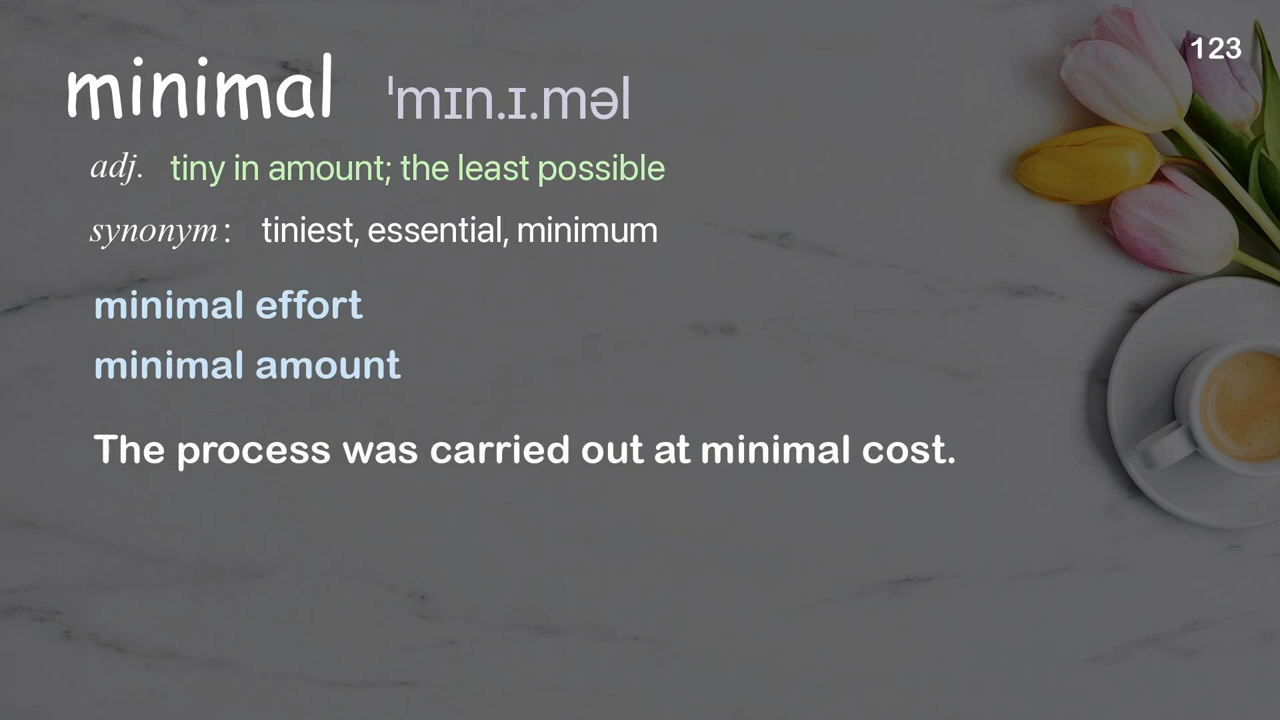 123
minimal ˈmɪn.ɪ.məl
adj. tiny in amount; the least possible
synonym: tiniest, essential, minimum
minimal effort
minimal amount
The process was carried out at minimal cost.